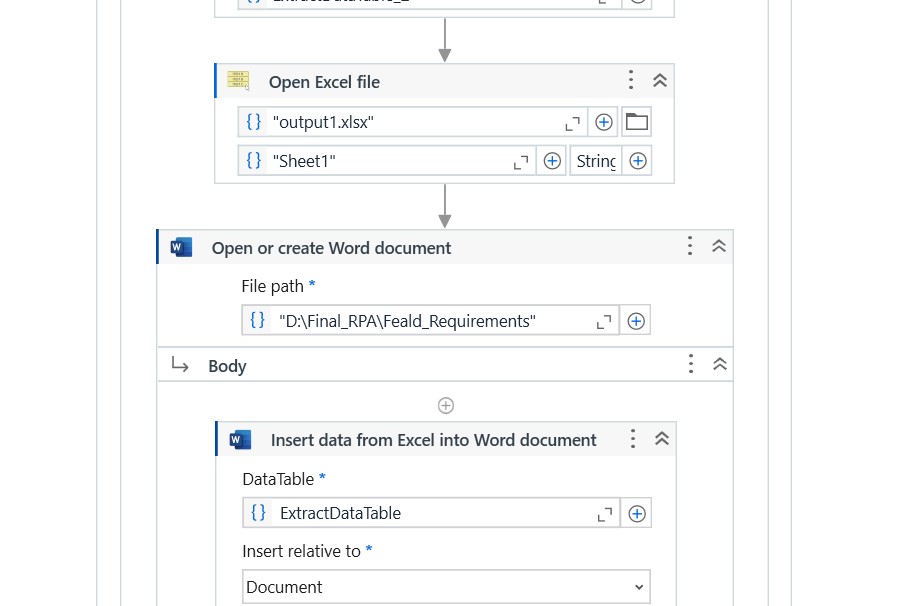 ExtractDataTable_2
Open Excel file
"output1.xlsx"
"Sheet1" String
Open or create Word document
File path *
"D:\Final_RPA\Feald_Requirements"
Body
Insert data from Excel into Word document
DataTable *
ExtractDataTable
Insert relative to *
Document